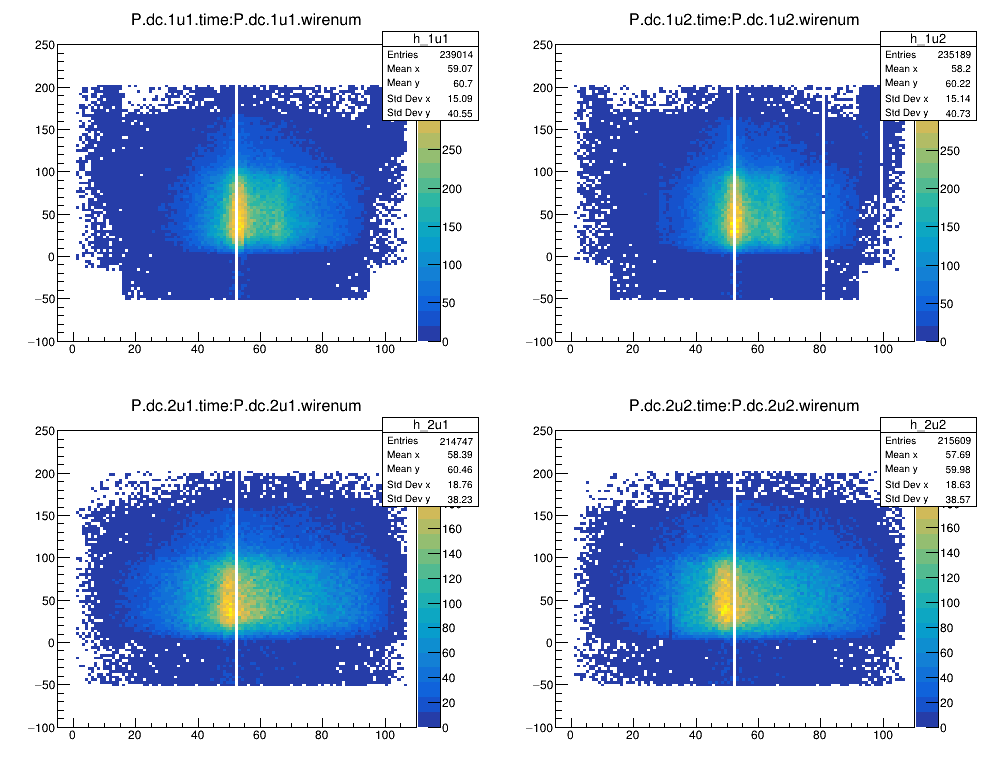 P.dc.1u1.time:P.dc.1u1.wirenum
h_1u1
Entries 239014
Mean x 59.07
Mean y 60.7
Std Dev x 15.09
Std Dev y 40.55
250
200
150
100
50
0
−50
−100
0 20 40 60 80 100
250
200
150
100
50
0
P.dc.1u2.time:P.dc.1u2.wirenum
h_1u2
Entries 235189
Mean x 58.2
Mean y 60.22
Std Dev x 15.14
Std Dev y 40.73
250
200
150
100
50
0
−50
−100
0 20 40 60 80 100
250
200
150
100
50
0
P.dc.2u1.time:P.dc.2u1.wirenum
h_2u1
Entries 214747
Mean x 58.39
Mean y 60.46
Std Dev x 18.76
Std Dev y 38.23
250
200
150
100
50
0
−50
−100
0 20 40 60 80 100
160
140
120
100
80
60
40
20
0
P.dc.2u2.time:P.dc.2u2.wirenum
h_2u2
Entries 215609
Mean x 57.69
Mean y 59.98
Std Dev x 18.63
Std Dev y 38.57
250
200
150
100
50
0
−50
−100
0 20 40 60 80 100
160
140
120
100
80
60
40
20
0